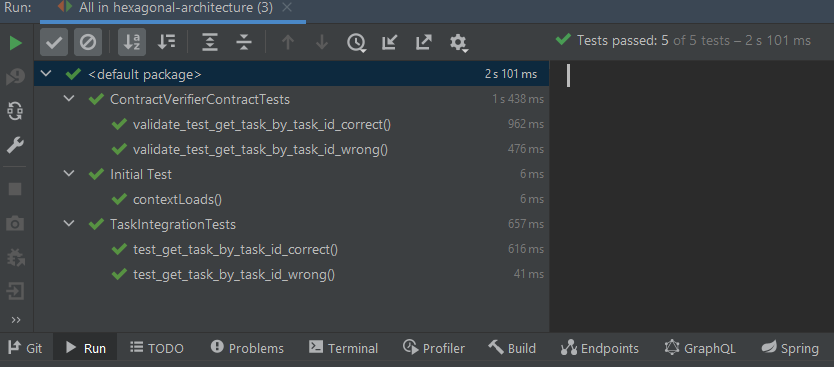 Run: All in hexagonal-architecture (3)
Tests passed: 5 of 5 tests – 2 s 101 ms
<default package> 2 s 101 ms
ContractVerifierContractTests 1 s 438 ms
validate_test_get_task_by_task_id_correct() 962 ms
validate_test_get_task_by_task_id_wrong() 476 ms
Initial Test 6 ms
contextLoads() 6 ms
TaskIntegrationTests 657 ms
test_get_task_by_task_id_correct() 616 ms
test_get_task_by_task_id_wrong() 41 ms
Git Run TODO Problems Terminal Profiler Build Endpoints GraphQL Spring